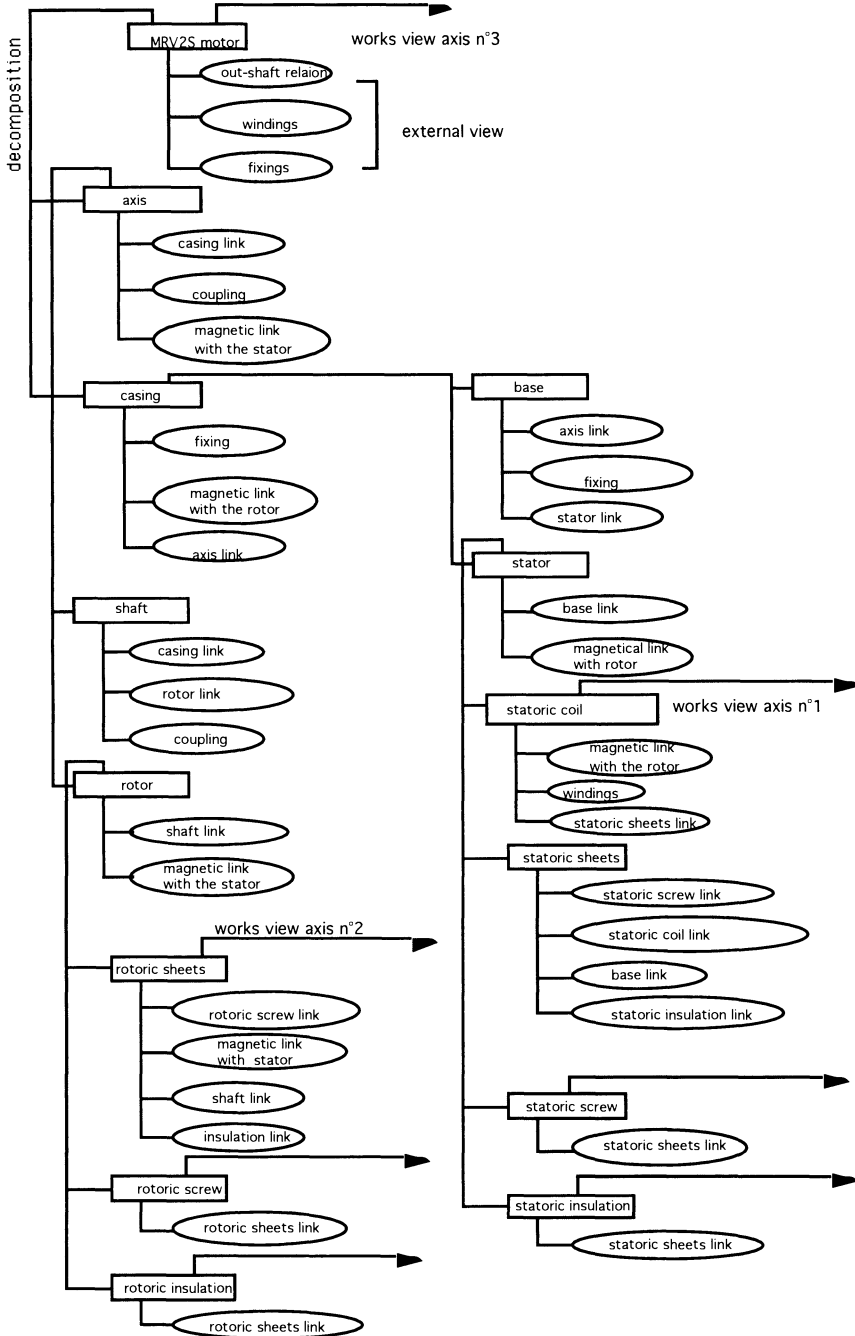 decomposition
MRV2S motor
works view axis n°3
out-shaft relaion
windings
external view
fixings
axis
casing link
coupling
magnetic link
with the stator
casing
fixing
magnetic link
with the rotor
axis link
shaft
casing link
rotor link
coupling
rotor
shaft link
magnetic link
with the stator
works view axis n°2
rotoric sheets
rotoric screw link
magnetic link
with stator
shaft link
insulation link
rotoric screw
rotoric sheets link
rotoric insulation
rotoric sheets link
base
axis link
fixing
stator link
stator
base link
magnetical link
with rotor
statoric coil
works view axis n°1
magnetic link
with the rotor
windings
statoric sheets link
statoric sheets
statoric screw link
statoric coil link
base link
statoric insulation link
statoric screw
statoric sheets link
statoric insulation
statoric sheets link